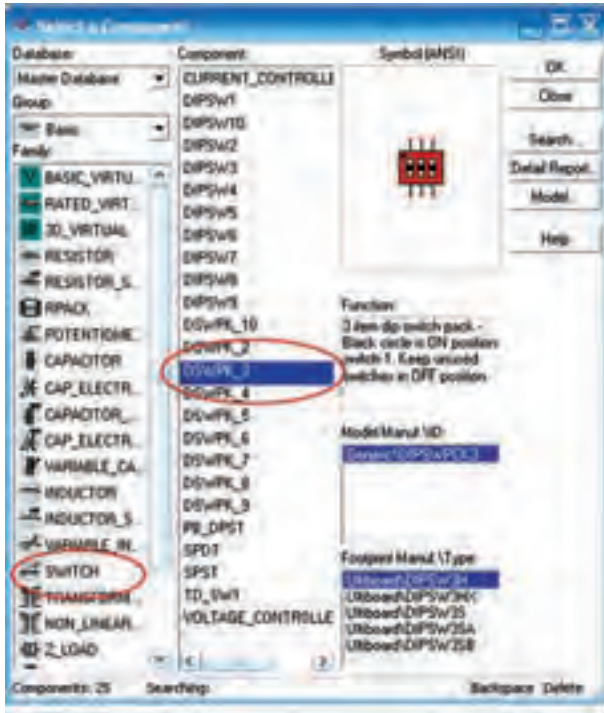 Select a Component
Database:
Master Database
Group:
Basic
Family:
BASIC_VIRTU..
RATED_VIRT..
3D_VIRTUAL
RESISTOR
RESISTOR_S..
RPACK
POTENTIOME..
CAPACITOR
CAP_ELECTR..
CAPACITOR_..
CAP_ELECTR..
VARIABLE_CA..
INDUCTOR
INDUCTOR_S..
VARIABLE_IN..
SWITCH
TRANSFORM..
NON_LINEAR..
Z_LOAD
Component:
CURRENT_CONTROLLE
DIPSW1
DIPSW10
DIPSW2
DIPSW3
DIPSW4
DIPSW5
DIPSW6
DIPSW7
DIPSW8
DIPSW9
DSWPK_10
DSWPK_2
DSWPK_3
DSWPK_4
DSWPK_5
DSWPK_6
DSWPK_7
DSWPK_8
DSWPK_9
PB_DPST
SPDT
SPST
TD_SW1
VOLTAGE_CONTROLLE
Symbol (ANSI)
Function:
3 item dip switch pack -
Black circle is ON position
switch 1. Keep unused
switches in OFF position
Model Manuf.\ID:
Generic\DIPSWPCK3
Footprint Manuf.\Type:
Ultiboard\DIPSW3H
Ultiboard\DIPSW3HX
Ultiboard\DIPSW3S
Ultiboard\DIPSW3SA
Ultiboard\DIPSW3SB
OK
Close
Search...
Detail Report..
Model..
Help
Components: 25
Searching:
Backspace Delete